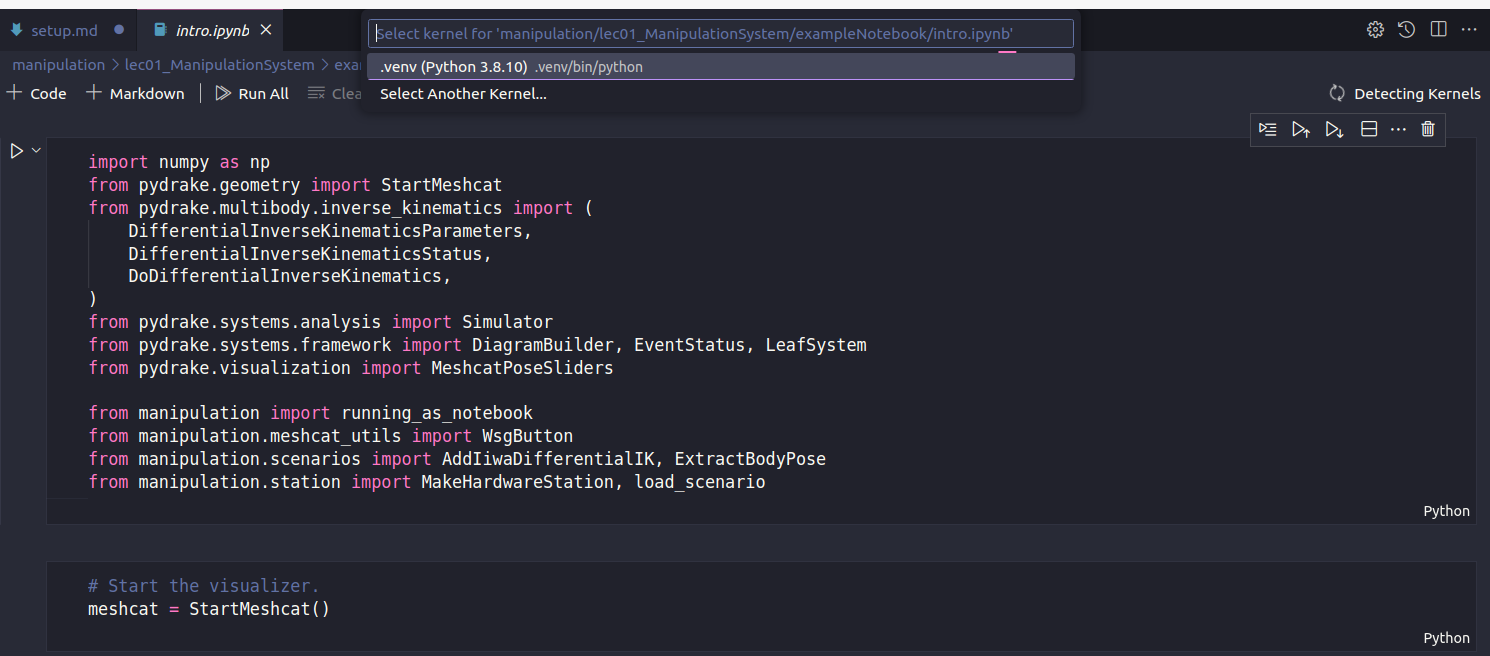 setup.md
intro.ipynb
Select kernel for 'manipulation/lec01_ManipulationSystem/exampleNotebook/intro.ipynb'
manipulation > lec01_ManipulationSystem > exa
.venv (Python 3.8.10) .venv/bin/python
Code
Markdown
Run All
Clea
Select Another Kernel...
Detecting Kernels
import numpy as np
from pydrake.geometry import StartMeshcat
from pydrake.multibody.inverse_kinematics import (
    DifferentialInverseKinematicsParameters,
    DifferentialInverseKinematicsStatus,
    DoDifferentialInverseKinematics,
)
from pydrake.systems.analysis import Simulator
from pydrake.systems.framework import DiagramBuilder, EventStatus, LeafSystem
from pydrake.visualization import MeshcatPoseSliders
from manipulation import running_as_notebook
from manipulation.meshcat_utils import WsgButton
from manipulation.scenarios import AddIiwaDifferentialIK, ExtractBodyPose
from manipulation.station import MakeHardwareStation, load_scenario
Python
# Start the visualizer.
meshcat = StartMeshcat()
Python